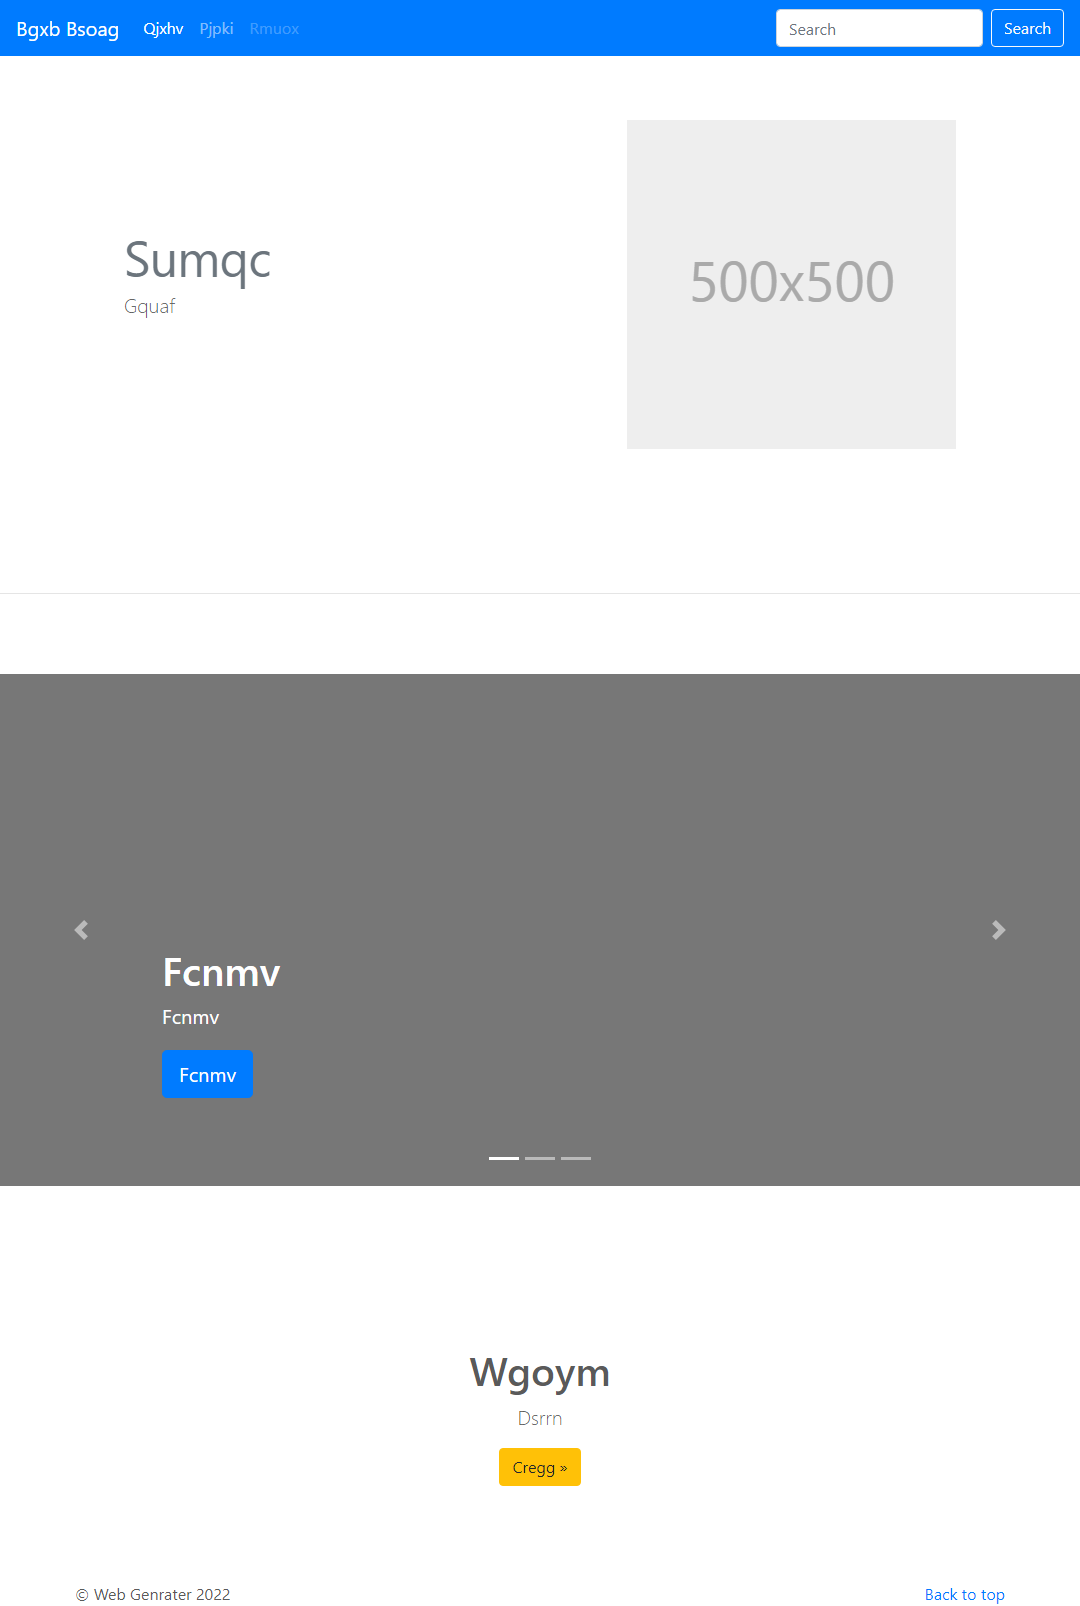 Bgxb Bsoag Qjxhv Pjpki Rmuox Search Search
500x500
Sumqc
Gquaf
Fcnmv
Fcnmv
Fcnmv
Wgoym
Dsrrn
Cregg »
© Web Genrater 2022 Back to top